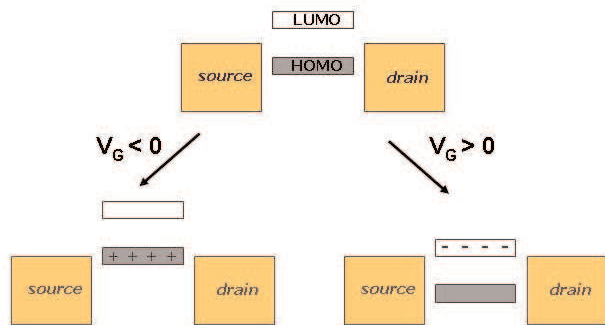 LUMO
HOMO
source
drain
V_G < 0
V_G > 0
+ + + +
- - - -
source
drain
source
drain